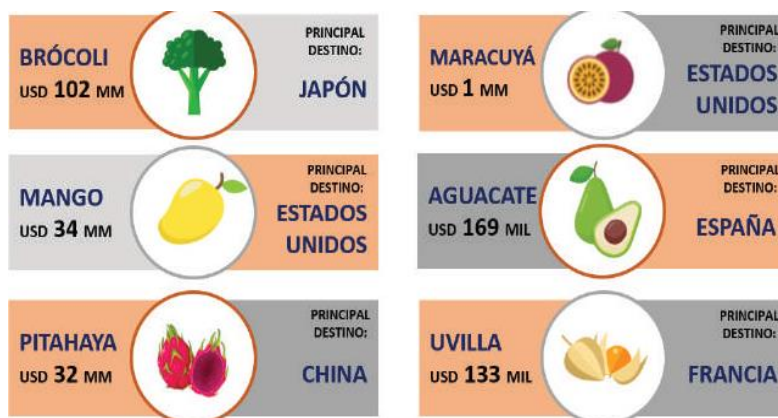 BRÓCOLI
USD 102 MM
PRINCIPAL
DESTINO:
JAPÓN
MARACUYÁ
USD 1 MM
PRINCIPAL
DESTINO:
ESTADOS
UNIDOS
MANGO
USD 34 MM
PRINCIPAL
DESTINO:
ESTADOS
UNIDOS
AGUACATE
USD 169 MIL
PRINCIPAL
DESTINO:
ESPAÑA
PITAHAYA
USD 32 MM
PRINCIPAL
DESTINO:
CHINA
UVILLA
USD 133 MIL
PRINCIPAL
DESTINO:
FRANCIA